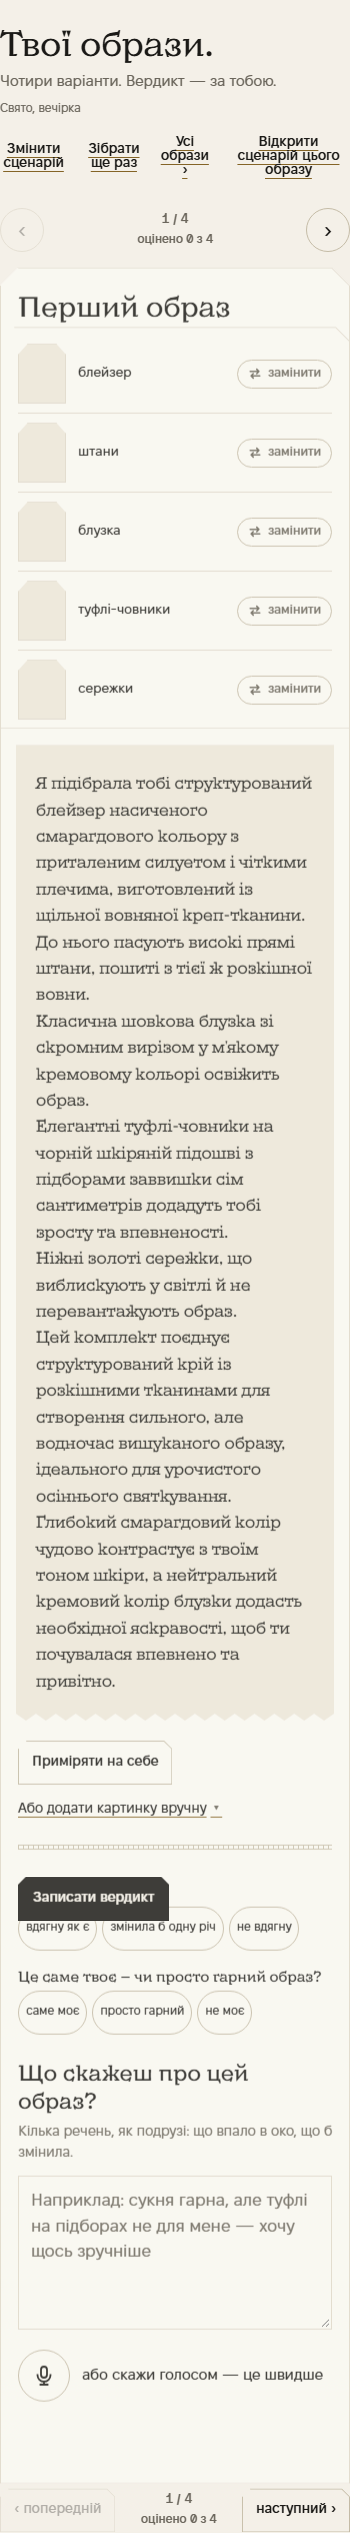 Твої образи.
Чотири варіанти. Вердикт — за тобою.
Свято, вечірка
Змінити
сценарій
Зібрати
ще раз
Усі
образи
›
Відкрити
сценарій цього
образу
‹
1 / 4
оцінено 0 з 4
›
Перший образ
блейзер
⇄ замінити
штани
⇄ замінити
блузка
⇄ замінити
туфлі-човники
⇄ замінити
сережки
⇄ замінити
Я підібрала тобі структурований
блейзер насиченого
смарагдового кольору з
приталеним силуетом і чіткими
плечима, виготовлений із
щільної вовняної креп-тканини.
До нього пасують високі прямі
штани, пошиті з тієї ж розкішної
вовни.
Класична шовкова блузка зі
скромним вирізом у м'якому
кремовому кольорі освіжить
образ.
Елегантні туфлі-човники на
чорній шкіряній підошві з
підборами заввишки сім
сантиметрів додадуть тобі
зросту та впевненості.
Ніжні золоті сережки, що
виблискують у світлі й не
перевантажують образ.
Цей комплект поєднує
структурований крій із
розкішними тканинами для
створення сильного, але
водночас вишуканого образу,
ідеального для урочистого
осіннього святкування.
Глибокий смарагдовий колір
чудово контрастує з твоїм
тоном шкіри, а нейтральний
кремовий колір блузки додасть
необхідної яскравості, щоб ти
почувалася впевнено та
привітно.
Приміряти на себе
Або додати картинку вручну
Записати вердикт
вдягну як є
змінила б одну річ
не вдягну
Це саме твоє — чи просто гарний образ?
саме моє
просто гарний
не моє
Що скажеш про цей
образ?
Кілька речень, як подрузі: що впало в око, що б
змінила.
Наприклад: сукня гарна, але туфлі
на підборах не для мене — хочу
щось зручніше
або скажи голосом — це швидше
‹ попередній
1 / 4
оцінено 0 з 4
наступний ›